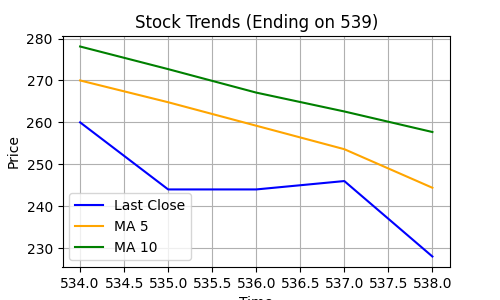 Stock Trends (Ending on 539)
280
270
260
250
240
230
Price
Last Close
MA 5
MA 10
534.0 534.5 535.0 535.5 536.0 536.5 537.0 537.5 538.0
Time